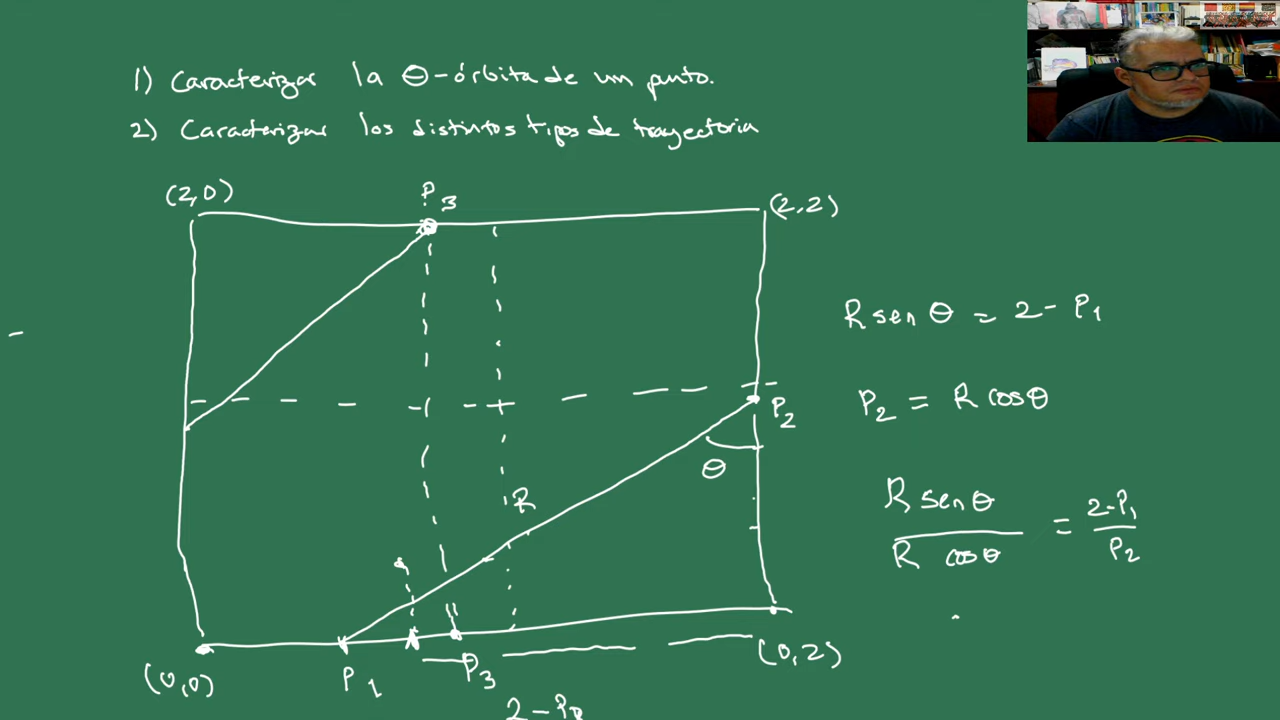 1) Caracterizar la θ-órbita de un punto.
2) Caracterizar los distintos tipos de trayectoria
(2,0)
P3
(2,2)
R sen θ = 2 - P1
P2 = R cos θ
P2
θ
R
R sen θ / R cos θ = 2-P1 / P2
(0,0)
P1
P3
(0,2)